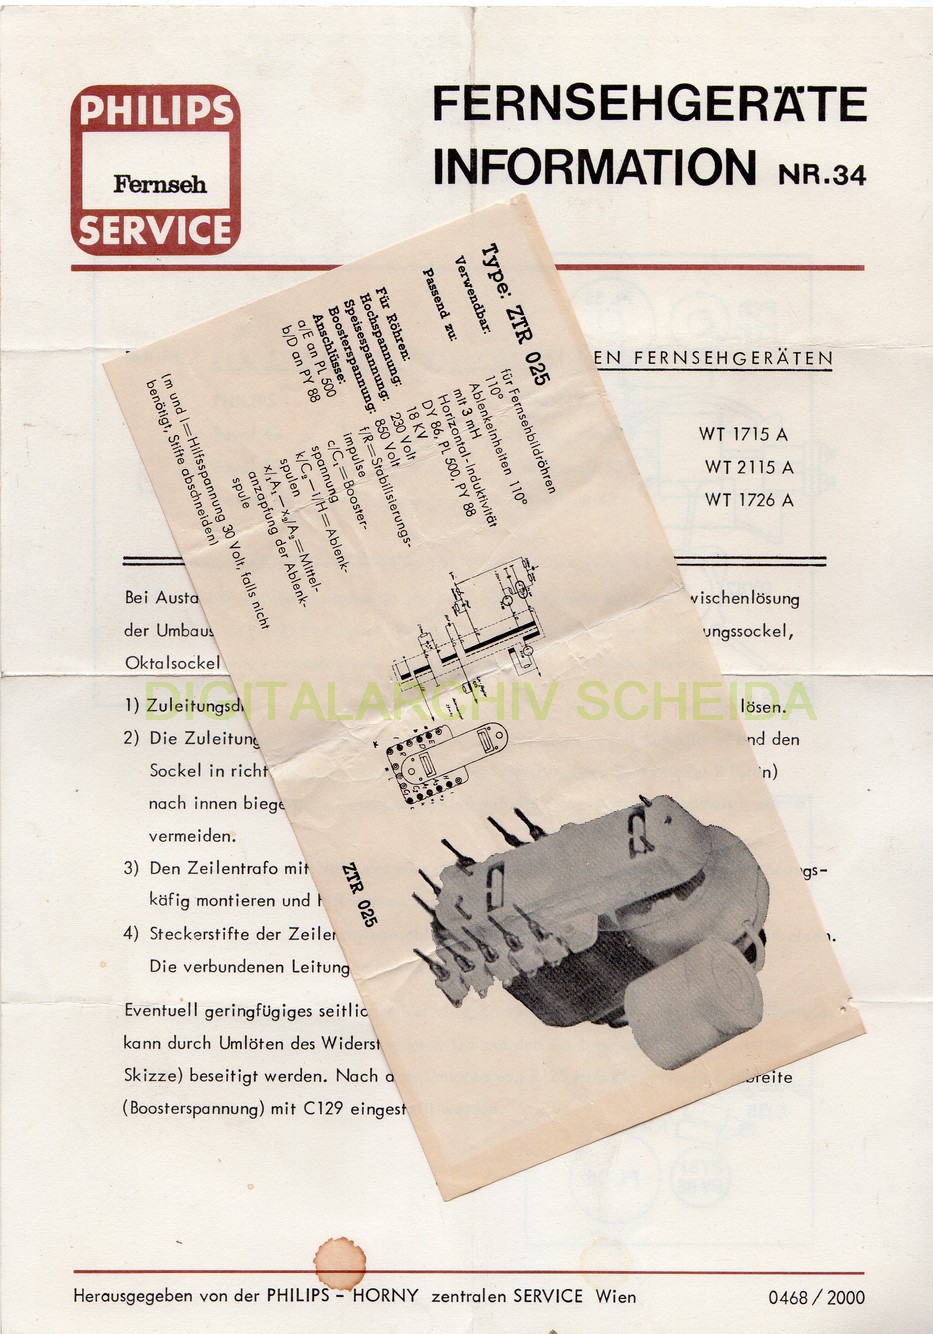 PHILIPS
Fernseh
SERVICE
FERNSEHGERÄTE
INFORMATION NR.34
EN FERNSEHGERÄTEN
WT 1715 A
WT 2115 A
WT 1726 A
Bei Austa
wischenlösung
der Umbaus
ungssockel,
Oktalsockel
1) Zuleitungsd
lösen.
2) Die Zuleitung
nd den
Sockel in richt
n)
nach innen biege
vermeiden.
3) Den Zeilentrafo mit
ngs-
käfig montieren und
4) Steckerstifte der Zeilen
Die verbundenen Leitung
Eventuell geringfügiges seitlic
kann durch Umlöten des Widerst
Skizze) beseitigt werden. Nach d
breite
(Boosterspannung) mit C129 eingest
Type: ZTR 025
Verwendbar: für Fernsehbildröhren
110°
Passend zu: Ablenkeinheiten 110°
mit 3 mH
Horizontal-Induktivität
Für Röhren: DY 86, PL 500, PY 88
Hochspannung: 18 KV
Speisespannung: 230 Volt
Boosterspannung: 850 Volt
Anschlüsse: f/R=Stabilisierungs-
impulse
a/E an PL 500
c/C₁=Booster-
spannung
b/D an PY 88
k/C₂ — i/H=Ablenk-
spulen
x/₁A₁—x₂/A₂=Mittel-
anzapfung der Ablenk-
spule
(m und l=Hilfsspannung 30 Volt, falls nicht
benötigt, Stifte abschneiden)
ZTR 025
DIGITALARCHIV SCHEIDA
Herausgegeben von der PHILIPS - HORNY zentralen SERVICE Wien
0468 / 2000